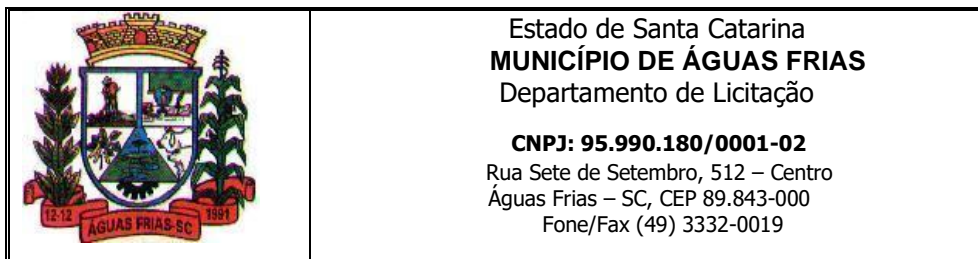 Estado de Santa Catarina
MUNICÍPIO DE ÁGUAS FRIAS
Departamento de Licitação
CNPJ: 95.990.180/0001-02
Rua Sete de Setembro, 512 – Centro
Águas Frias – SC, CEP 89.843-000
Fone/Fax (49) 3332-0019
12-12
ÁGUAS FRIAS-SC
1991